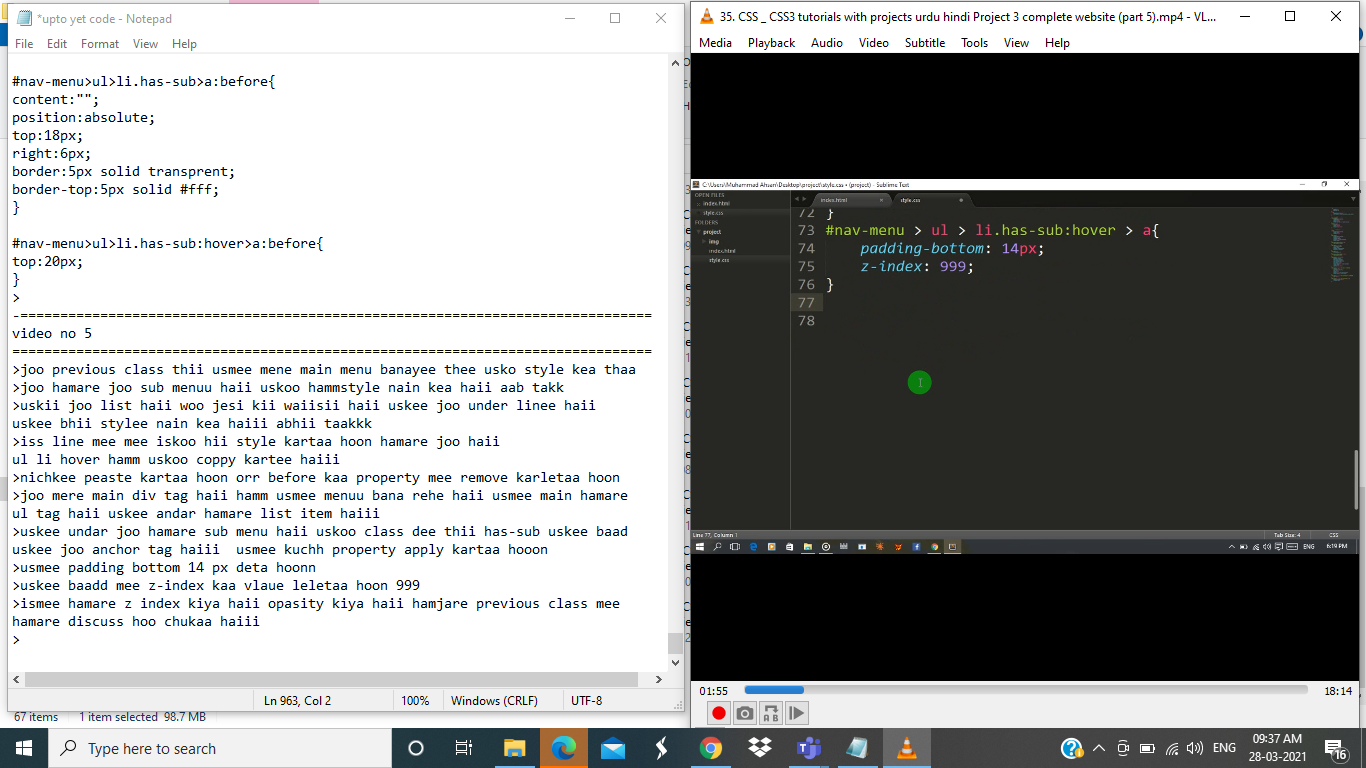 *upto yet code - Notepad
File Edit Format View Help
#nav-menu>ul>li.has-sub>a:before{
content:"";
position:absolute;
top:18px;
right:6px;
border:5px solid transprent;
border-top:5px solid #fff;
}
#nav-menu>ul>li.has-sub:hover>a:before{
top:20px;
}
>
-===============================================================================
video no 5
================================================================================
>joo previous class thii usmee mene main menu banayee thee usko style kea thaa
>joo hamare joo sub menuu haii uskoo hammstyle nain kea haii aab takk
>uskii joo list haii woo jesi kii waiisii haii uskee joo under linee haii
uskee bhii stylee nain kea haiii abhii taakkk
>iss line mee mee iskoo hii style kartaa hoon hamare joo haii
ul li hover hamm uskoo coppy kartee haiii
>nichkee peaste kartaa hoon orr before kaa property mee remove karletaa hoon
>joo mere main div tag haii hamm usmee menuu bana rehe haii usmee main hamare
ul tag haii uskee andar hamare list item haiii
>uskee undar joo hamare sub menu haii uskoo class dee thii has-sub uskee baad
uskee joo anchor tag haiii  usmee kuchh property apply kartaa hooon
>usmee padding bottom 14 px deta hoonn
>uskee baadd mee z-index kaa vlaue leletaa hoon 999
>ismee hamare z index kiya haii opasity kiya haii hamjare previous class mee
hamare discuss hoo chukaa haiii
>
Ln 963, Col 2 100% Windows (CRLF) UTF-8
67 items 1 item selected 98.7 MB
35. CSS _ CSS3 tutorials with projects urdu hindi Project 3 complete website (part 5).mp4 - VL...
Media Playback Audio Video Subtitle Tools View Help
C:\Users\Muhammad Ahsan\Desktop\project\style.css • (project) - Sublime Text
OPEN FILES
index.html
style.css
FOLDERS
project
img
index.html
style.css
index.html style.css
72 }
73 #nav-menu > ul > li.has-sub:hover > a{
74 padding-bottom: 14px;
75 z-index: 999;
76 }
77
78
Line 77, Column 1 Tab Size: 4 CSS
ENG 6:19 PM
01:55 18:14
Type here to search
ENG 09:37 AM
28-03-2021
16